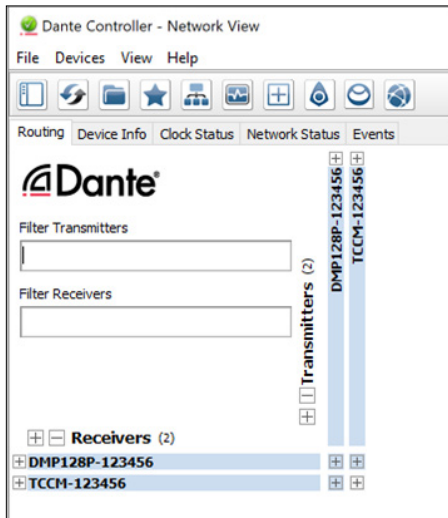 Dante Controller - Network View
File Devices View Help
Routing Device Info Clock Status Network Status Events
Dante®
Filter Transmitters
Filter Receivers
Transmitters (2)
DMP128P-123456
TCCM-123456
Receivers (2)
DMP128P-123456
TCCM-123456